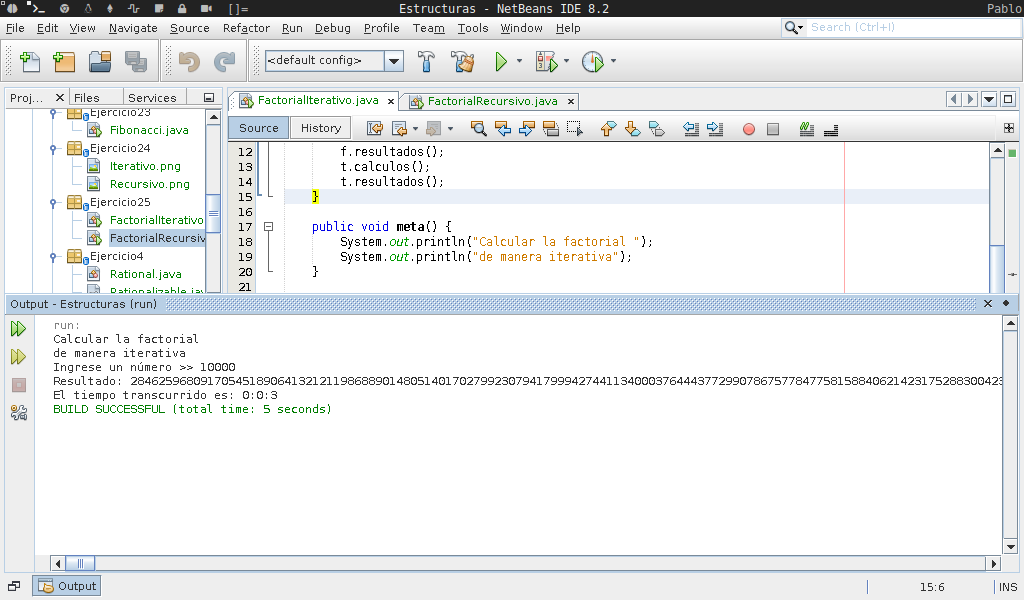 []= Estructuras - NetBeans IDE 8.2 Pablo
File Edit View Navigate Source Refactor Run Debug Profile Team Tools Window Help Search (Ctrl+I)
<default config>
Proj... Files Services
FactorialIterativo.java FactorialRecursivo.java
Source History
Ejercicio23
Fibonacci.java
Ejercicio24
Iterativo.png
Recursivo.png
Ejercicio25
FactorialIterativo
FactorialRecursiv
Ejercicio4
Rational.java
Rationalizable.jav
12 f.resultados();
13 t.calculos();
14 t.resultados();
15 }
16
17 public void meta() {
18 System.out.println("Calcular la factorial ");
19 System.out.println("de manera iterativa");
20 }
21
Output - Estructuras (run)
run:
Calcular la factorial
de manera iterativa
Ingrese un número >> 10000
Resultado: 284625968091705451890641321211986889014805140170279923079417999427441134000376444377299078675778477581588406214231752883004233
El tiempo transcurrido es: 0:0:3
BUILD SUCCESSFUL (total time: 5 seconds)
Output 15:6 INS